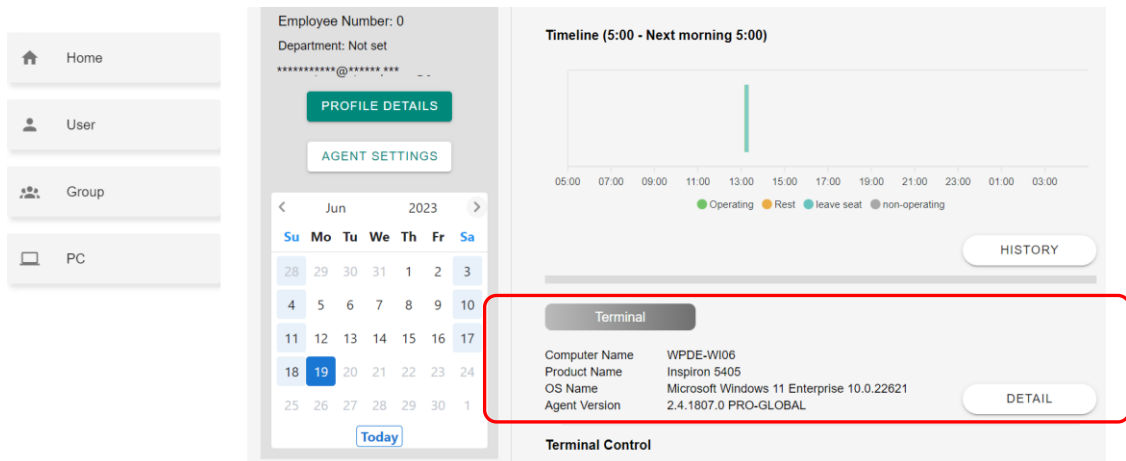 Home
User
Group
PC
Employee Number: 0
Department: Not set
***********@******.***
PROFILE DETAILS
AGENT SETTINGS
Jun 2023
Su Mo Tu We Th Fr Sa
28 29 30 31 1 2 3
4 5 6 7 8 9 10
11 12 13 14 15 16 17
18 19 20 21 22 23 24
25 26 27 28 29 30 1
Today
Timeline (5:00 - Next morning 5:00)
05:00 07:00 09:00 11:00 13:00 15:00 17:00 19:00 21:00 23:00 01:00 03:00
Operating Rest leave seat non-operating
HISTORY
Terminal
Computer Name WPDE-WI06
Product Name Inspiron 5405
OS Name Microsoft Windows 11 Enterprise 10.0.22621
Agent Version 2.4.1807.0 PRO-GLOBAL
DETAIL
Terminal Control